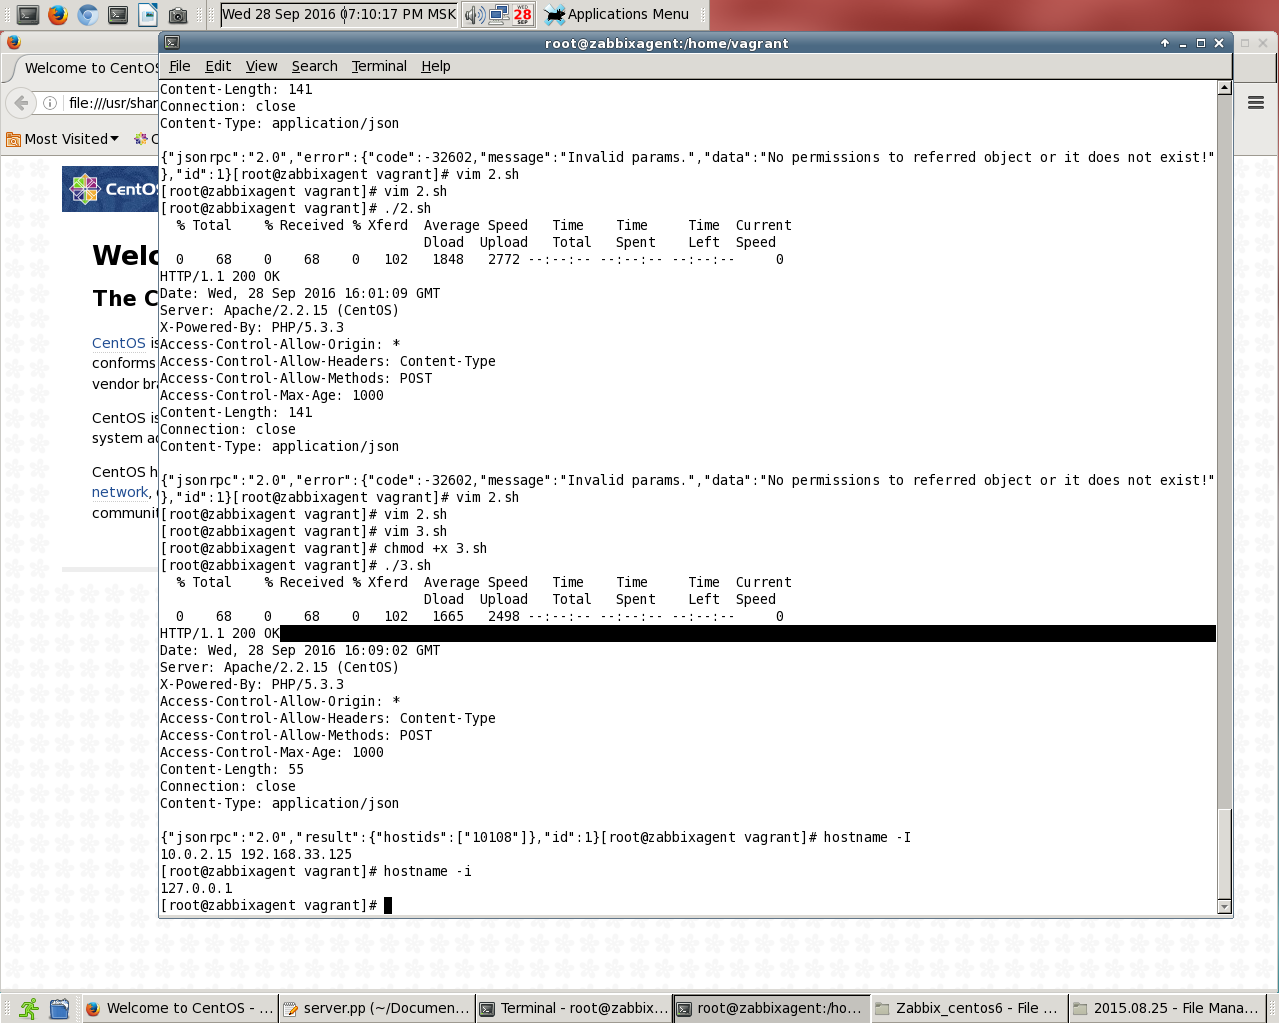 Wed 28 Sep 2016 07:10:17 PM MSK
28
SEP
Applications Menu
root@zabbixagent:/home/vagrant
Welcome to CentOS
File Edit View Search Terminal Help
file:///usr/shar
Most Visited
CentOS
Welc
The C
CentOS is
conforms
vendor bra
CentOS is
system ad
CentOS h
network,
communit
Content-Length: 141
Connection: close
Content-Type: application/json
{"jsonrpc":"2.0","error":{"code":-32602,"message":"Invalid params.","data":"No permissions to referred object or it does not exist!"
},"id":1}[root@zabbixagent vagrant]# vim 2.sh
[root@zabbixagent vagrant]# vim 2.sh
[root@zabbixagent vagrant]# ./2.sh
% Total % Received % Xferd Average Speed Time Time Time Current
Dload Upload Total Spent Left Speed
0 68 0 68 0 102 1848 2772 --:--:-- --:--:-- --:--:-- 0
HTTP/1.1 200 OK
Date: Wed, 28 Sep 2016 16:01:09 GMT
Server: Apache/2.2.15 (CentOS)
X-Powered-By: PHP/5.3.3
Access-Control-Allow-Origin: *
Access-Control-Allow-Headers: Content-Type
Access-Control-Allow-Methods: POST
Access-Control-Max-Age: 1000
Content-Length: 141
Connection: close
Content-Type: application/json
{"jsonrpc":"2.0","error":{"code":-32602,"message":"Invalid params.","data":"No permissions to referred object or it does not exist!"
},"id":1}[root@zabbixagent vagrant]# vim 2.sh
[root@zabbixagent vagrant]# vim 2.sh
[root@zabbixagent vagrant]# vim 3.sh
[root@zabbixagent vagrant]# chmod +x 3.sh
[root@zabbixagent vagrant]# ./3.sh
% Total % Received % Xferd Average Speed Time Time Time Current
Dload Upload Total Spent Left Speed
0 68 0 68 0 102 1665 2498 --:--:-- --:--:-- --:--:-- 0
HTTP/1.1 200 OK
Date: Wed, 28 Sep 2016 16:09:02 GMT
Server: Apache/2.2.15 (CentOS)
X-Powered-By: PHP/5.3.3
Access-Control-Allow-Origin: *
Access-Control-Allow-Headers: Content-Type
Access-Control-Allow-Methods: POST
Access-Control-Max-Age: 1000
Content-Length: 55
Connection: close
Content-Type: application/json
{"jsonrpc":"2.0","result":{"hostids":["10108"]},"id":1}[root@zabbixagent vagrant]# hostname -I
10.0.2.15 192.168.33.125
[root@zabbixagent vagrant]# hostname -i
127.0.0.1
[root@zabbixagent vagrant]#
Welcome to CentOS - ...
server.pp (~/Documen...
Terminal - root@zabbix...
root@zabbixagent:/ho...
Zabbix_centos6 - File ...
2015.08.25 - File Mana...